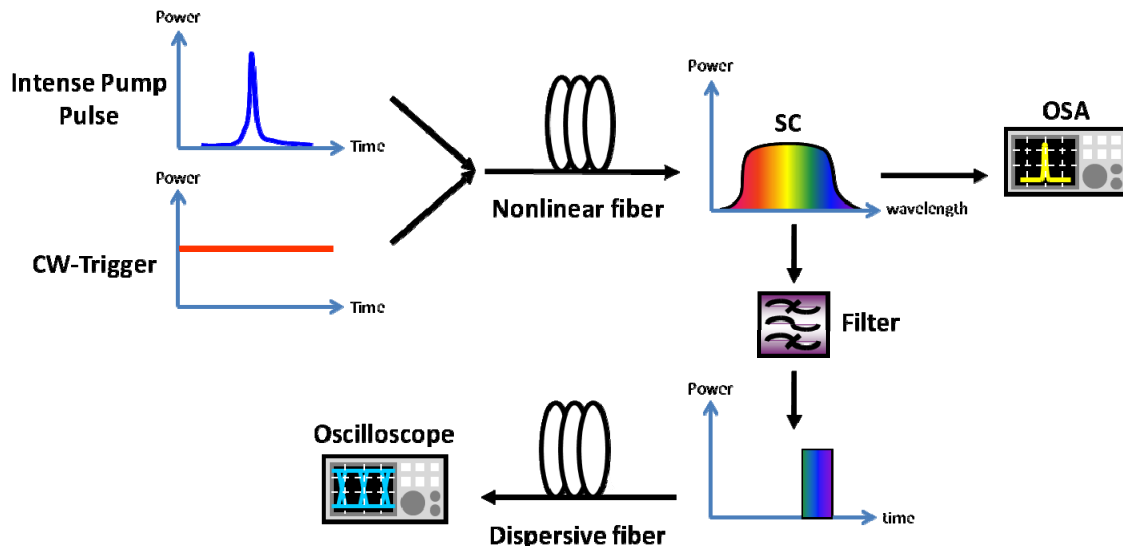 Power
Intense Pump
Pulse
Time
Power
CW-Trigger
Time
Nonlinear fiber
Power
SC
wavelength
OSA
Filter
Power
time
Oscilloscope
Dispersive fiber